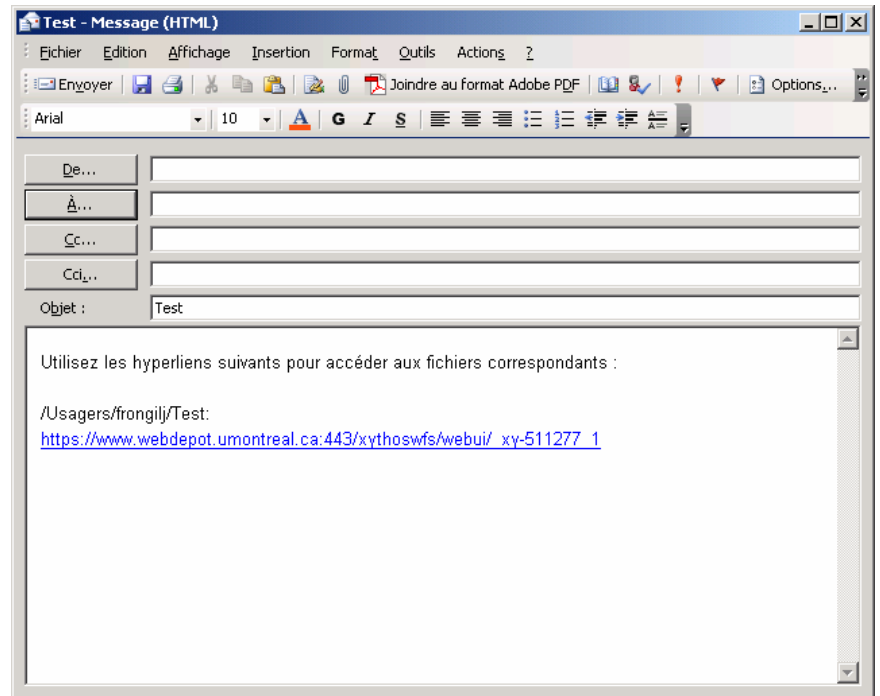 Test - Message (HTML)
Fichier Edition Affichage Insertion Format Outils Actions ?
Envoyer Joindre au format Adobe PDF Options...
Arial 10 A G I S
De...
À...
Cc...
Cci...
Objet : Test
Utilisez les hyperliens suivants pour accéder aux fichiers correspondants :
/Usagers/frongilj/Test:
https://www.webdepot.umontreal.ca:443/xythoswfs/webui/_xy-511277_1